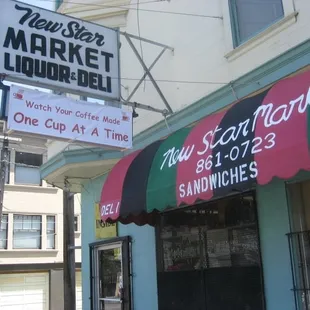 New Star
MARKET
LIQUOR & DELI
Watch Your Coffee Made
One Cup At A Time
New Star Mark
861-0723
SANDWICHES
DELI